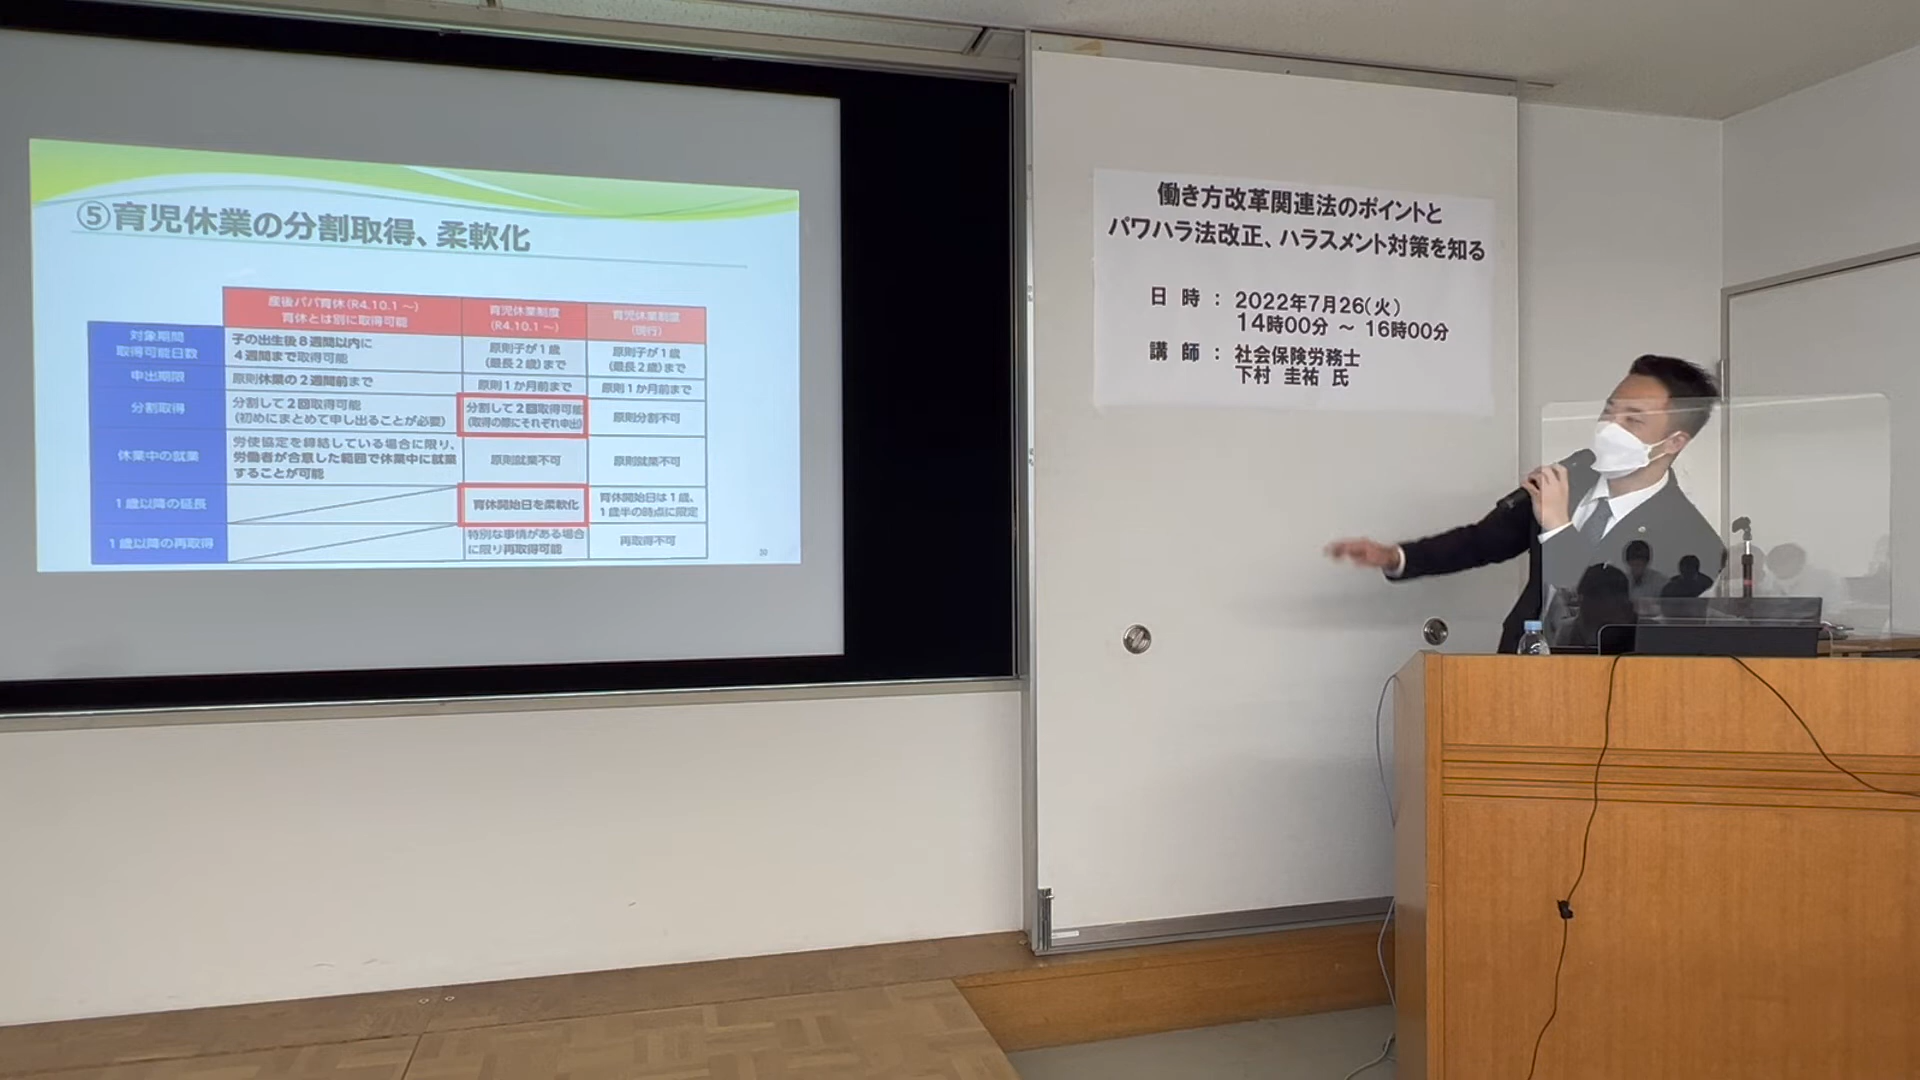 ⑤育児休業の分割取得、柔軟化
産後パパ育休(R4.10.1～)
育休とは別に取得可能
育児休業制度
(R4.10.1～)
育児休業制度
(現行)
対象期間
取得可能日数
子の出生後8週間以内に
4週間まで取得可能
原則子が1歳
(最長2歳)まで
原則子が1歳
(最長2歳)まで
申出期限
原則休業の2週間前まで
原則1か月前まで
原則1か月前まで
分割取得
分割して2回取得可能
(初めにまとめて申し出ることが必要)
分割して2回取得可能
(取得の際にそれぞれ申出)
原則分割不可
休業中の就業
労使協定を締結している場合に限り、
労働者が合意した範囲で休業中に就業
することが可能
原則就業不可
原則就業不可
1歳以降の延長
育休開始日を柔軟化
育休開始日は1歳、
1歳半の時点に限定
1歳以降の再取得
特別な事情がある場合
に限り再取得可能
再取得不可
30
働き方改革関連法のポイントと
パワハラ法改正、ハラスメント対策を知る
日 時 ： 2022年7月26(火)
14時00分 ～ 16時00分
講 師 ： 社会保険労務士
下村 圭祐 氏